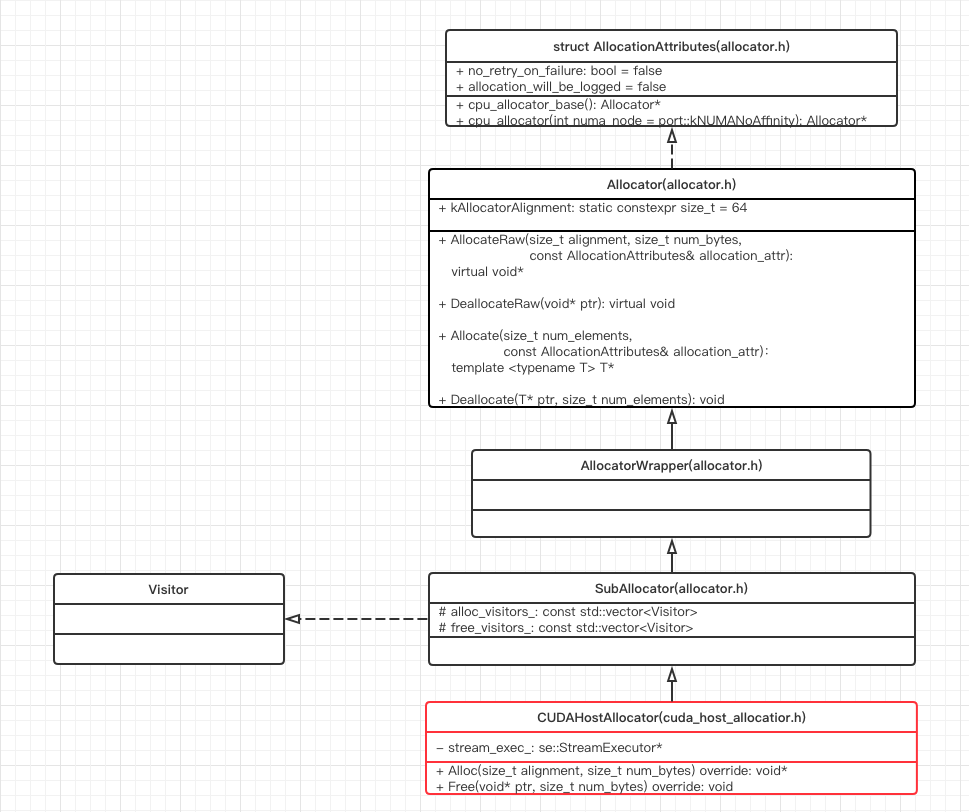 struct AllocationAttributes(allocator.h)
+ no_retry_on_failure: bool = false
+ allocation_will_be_logged = false
+ cpu_allocator_base(): Allocator*
+ cpu_allocator(int numa_node = port::kNUMANoAffinity): Allocator*
Allocator(allocator.h)
+ kAllocatorAlignment: static constexpr size_t = 64
+ AllocateRaw(size_t alignment, size_t num_bytes,
const AllocationAttributes& allocation_attr):
virtual void*
+ DeallocateRaw(void* ptr): virtual void
+ Allocate(size_t num_elements,
const AllocationAttributes& allocation_attr):
template <typename T> T*
+ Deallocate(T* ptr, size_t num_elements): void
AllocatorWrapper(allocator.h)
Visitor
SubAllocator(allocator.h)
# alloc_visitors_: const std::vector<Visitor>
# free_visitors_: const std::vector<Visitor>
CUDAHostAllocator(cuda_host_allocatior.h)
- stream_exec_: se::StreamExecutor*
+ Alloc(size_t alignment, size_t num_bytes) override: void*
+ Free(void* ptr, size_t num_bytes) override: void